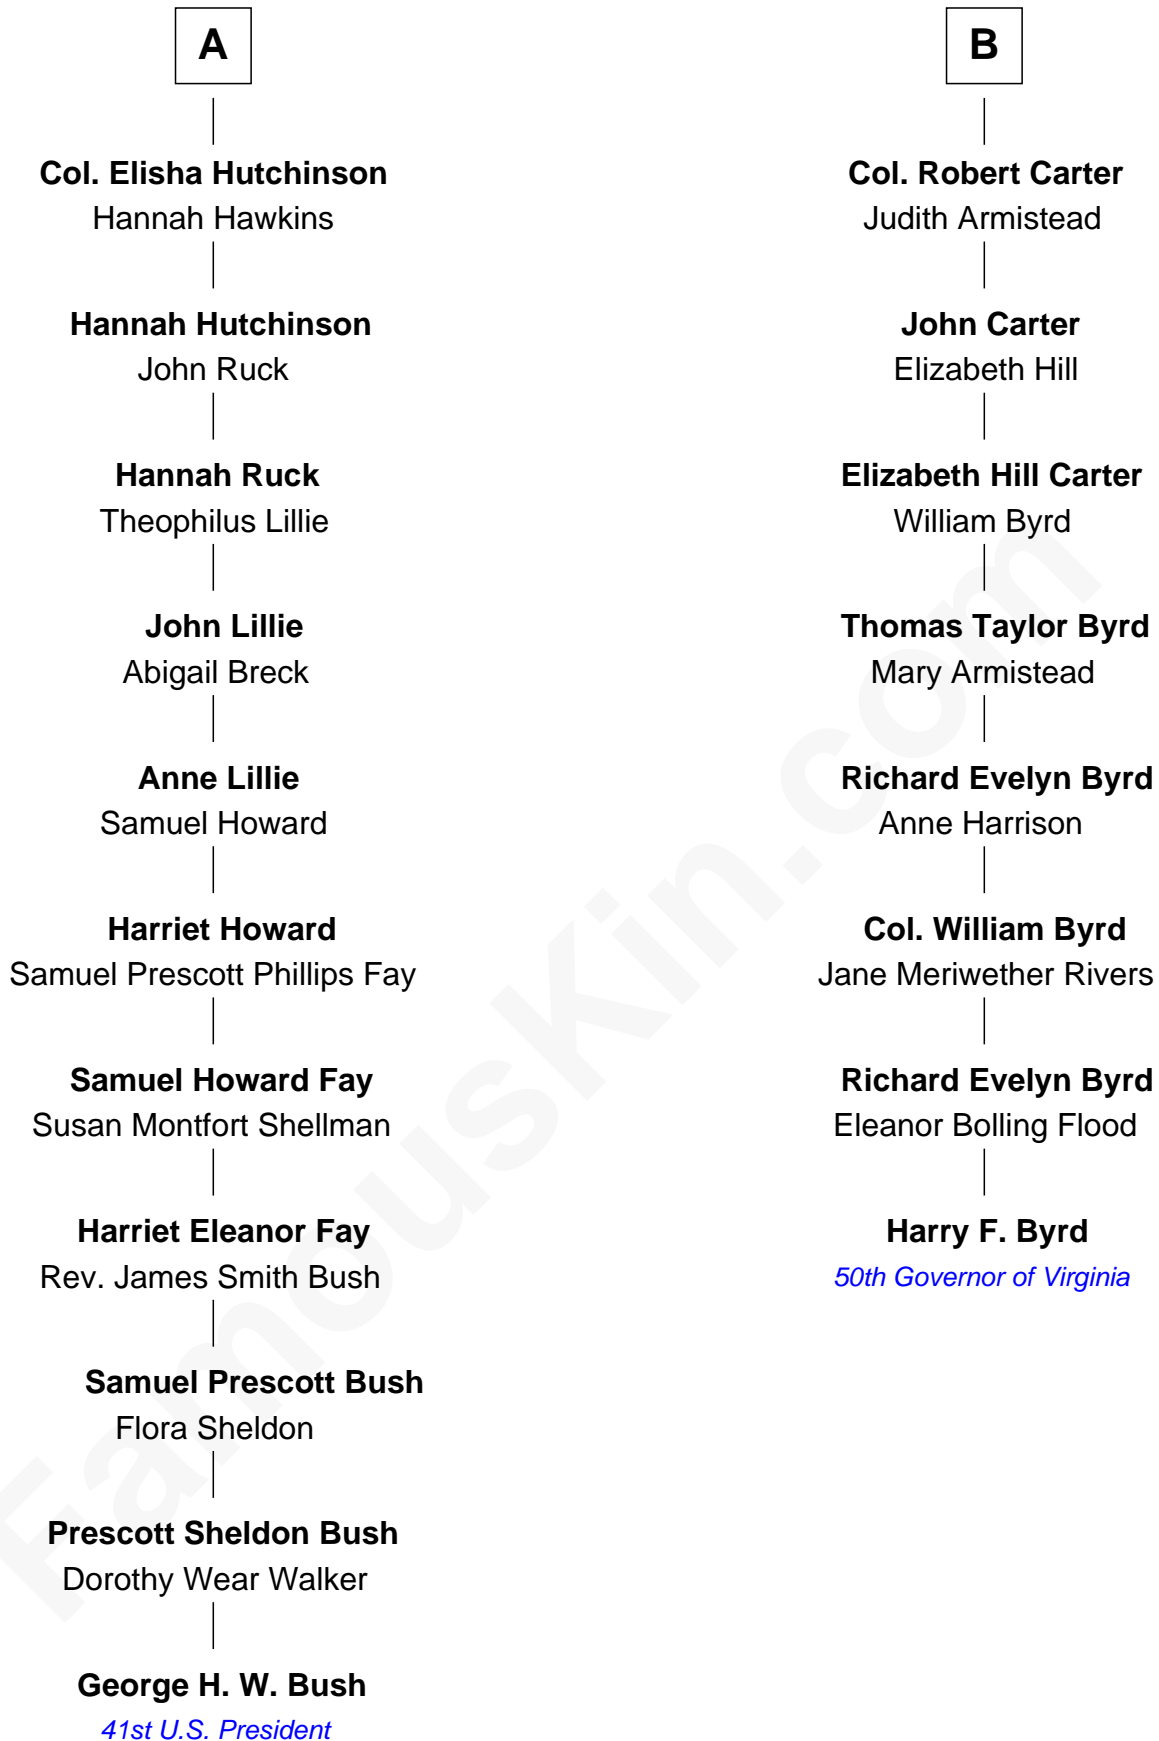 A
Col. Elisha Hutchinson
Hannah Hawkins
Hannah Hutchinson
John Ruck
Hannah Ruck
Theophilus Lillie
John Lillie
Abigail Breck
Anne Lillie
Samuel Howard
Harriet Howard
Samuel Prescott Phillips Fay
Samuel Howard Fay
Susan Montfort Shellman
Harriet Eleanor Fay
Rev. James Smith Bush
Samuel Prescott Bush
Flora Sheldon
Prescott Sheldon Bush
Dorothy Wear Walker
George H. W. Bush
41st U.S. President
B
Col. Robert Carter
Judith Armistead
John Carter
Elizabeth Hill
Elizabeth Hill Carter
William Byrd
Thomas Taylor Byrd
Mary Armistead
Richard Evelyn Byrd
Anne Harrison
Col. William Byrd
Jane Meriwether Rivers
Richard Evelyn Byrd
Eleanor Bolling Flood
Harry F. Byrd
50th Governor of Virginia
FamousKin.com